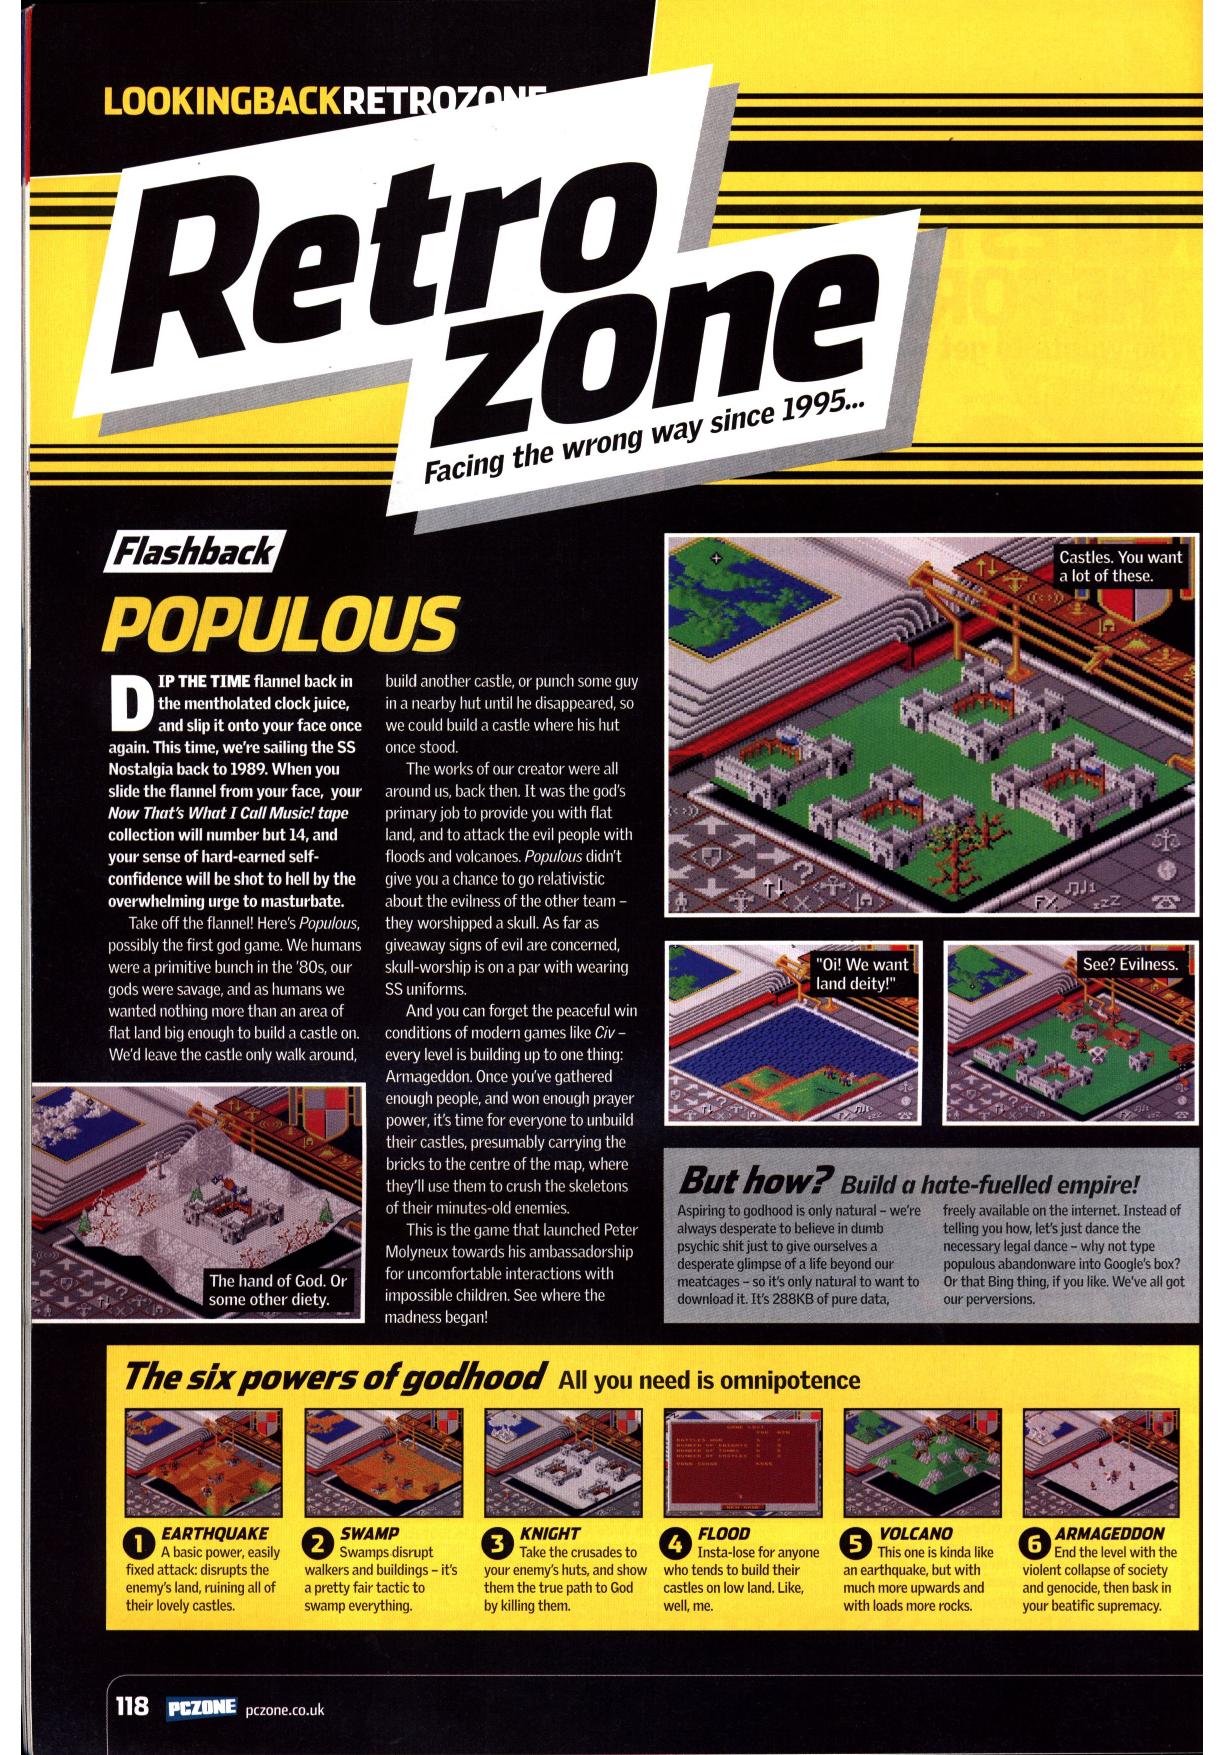 LOOKINGBACKRETROZONE
Retro
zone
Facing the wrong way since 1995...
Flashback
POPULOUS
DIP THE TIME flannel back in
the mentholated clock juice,
and slip it onto your face once
again. This time, we're sailing the SS
Nostalgia back to 1989. When you
slide the flannel from your face, your
Now That's What I Call Music! tape
collection will number but 14, and
your sense of hard-earned self-
confidence will be shot to hell by the
overwhelming urge to masturbate.
Take off the flannel! Here's Populous,
possibly the first god game. We humans
were a primitive bunch in the '80s, our
gods were savage, and as humans we
wanted nothing more than an area of
flat land big enough to build a castle on.
We'd leave the castle only walk around,
build another castle, or punch some guy
in a nearby hut until he disappeared, so
we could build a castle where his hut
once stood.
The works of our creator were all
around us, back then. It was the god's
primary job to provide you with flat
land, and to attack the evil people with
floods and volcanoes. Populous didn't
give you a chance to go relativistic
about the evilness of the other team –
they worshipped a skull. As far as
giveaway signs of evil are concerned,
skull-worship is on a par with wearing
SS uniforms.
And you can forget the peaceful win
conditions of modern games like Civ –
every level is building up to one thing:
Armageddon. Once you've gathered
enough people, and won enough prayer
power, it's time for everyone to unbuild
their castles, presumably carrying the
bricks to the centre of the map, where
they'll use them to crush the skeletons
of their minutes-old enemies.
This is the game that launched Peter
Molyneux towards his ambassadorship
for uncomfortable interactions with
impossible children. See where the
madness began!
The hand of God. Or
some other diety.
Castles. You want
a lot of these.
"Oi! We want
land deity!"
See? Evilness.
But how? Build a hate-fuelled empire!
Aspiring to godhood is only natural – we're
always desperate to believe in dumb
psychic shit just to give ourselves a
desperate glimpse of a life beyond our
meatcages – so it's only natural to want to
download it. It's 288KB of pure data,
freely available on the internet. Instead of
telling you how, let's just dance the
necessary legal dance – why not type
populous abandonware into Google's box?
Or that Bing thing, if you like. We've all got
our perversions.
The six powers of godhood All you need is omnipotence
1 EARTHQUAKE
A basic power, easily
fixed attack: disrupts the
enemy's land, ruining all of
their lovely castles.
2 SWAMP
Swamps disrupt
walkers and buildings – it's
a pretty fair tactic to
swamp everything.
3 KNIGHT
Take the crusades to
your enemy's huts, and show
them the true path to God
by killing them.
4 FLOOD
Insta-lose for anyone
who tends to build their
castles on low land. Like,
well, me.
5 VOLCANO
This one is kinda like
an earthquake, but with
much more upwards and
with loads more rocks.
6 ARMAGEDDON
End the level with the
violent collapse of society
and genocide, then bask in
your beatific supremacy.
118 PCZONE pczone.co.uk